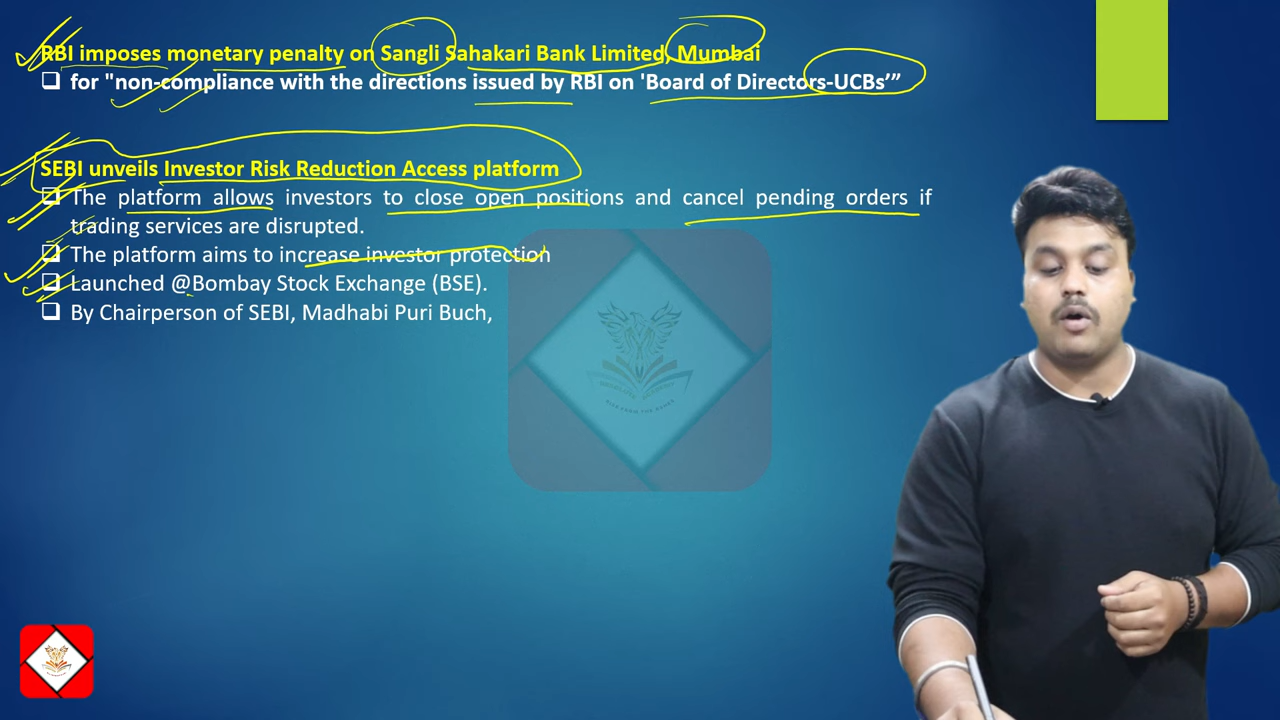 RBI imposes monetary penalty on Sangli Sahakari Bank Limited, Mumbai
for "non-compliance with the directions issued by RBI on 'Board of Directors-UCBs’”
SEBI unveils Investor Risk Reduction Access platform
The platform allows investors to close open positions and cancel pending orders if
trading services are disrupted.
The platform aims to increase investor protection
Launched @Bombay Stock Exchange (BSE).
By Chairperson of SEBI, Madhabi Puri Buch,